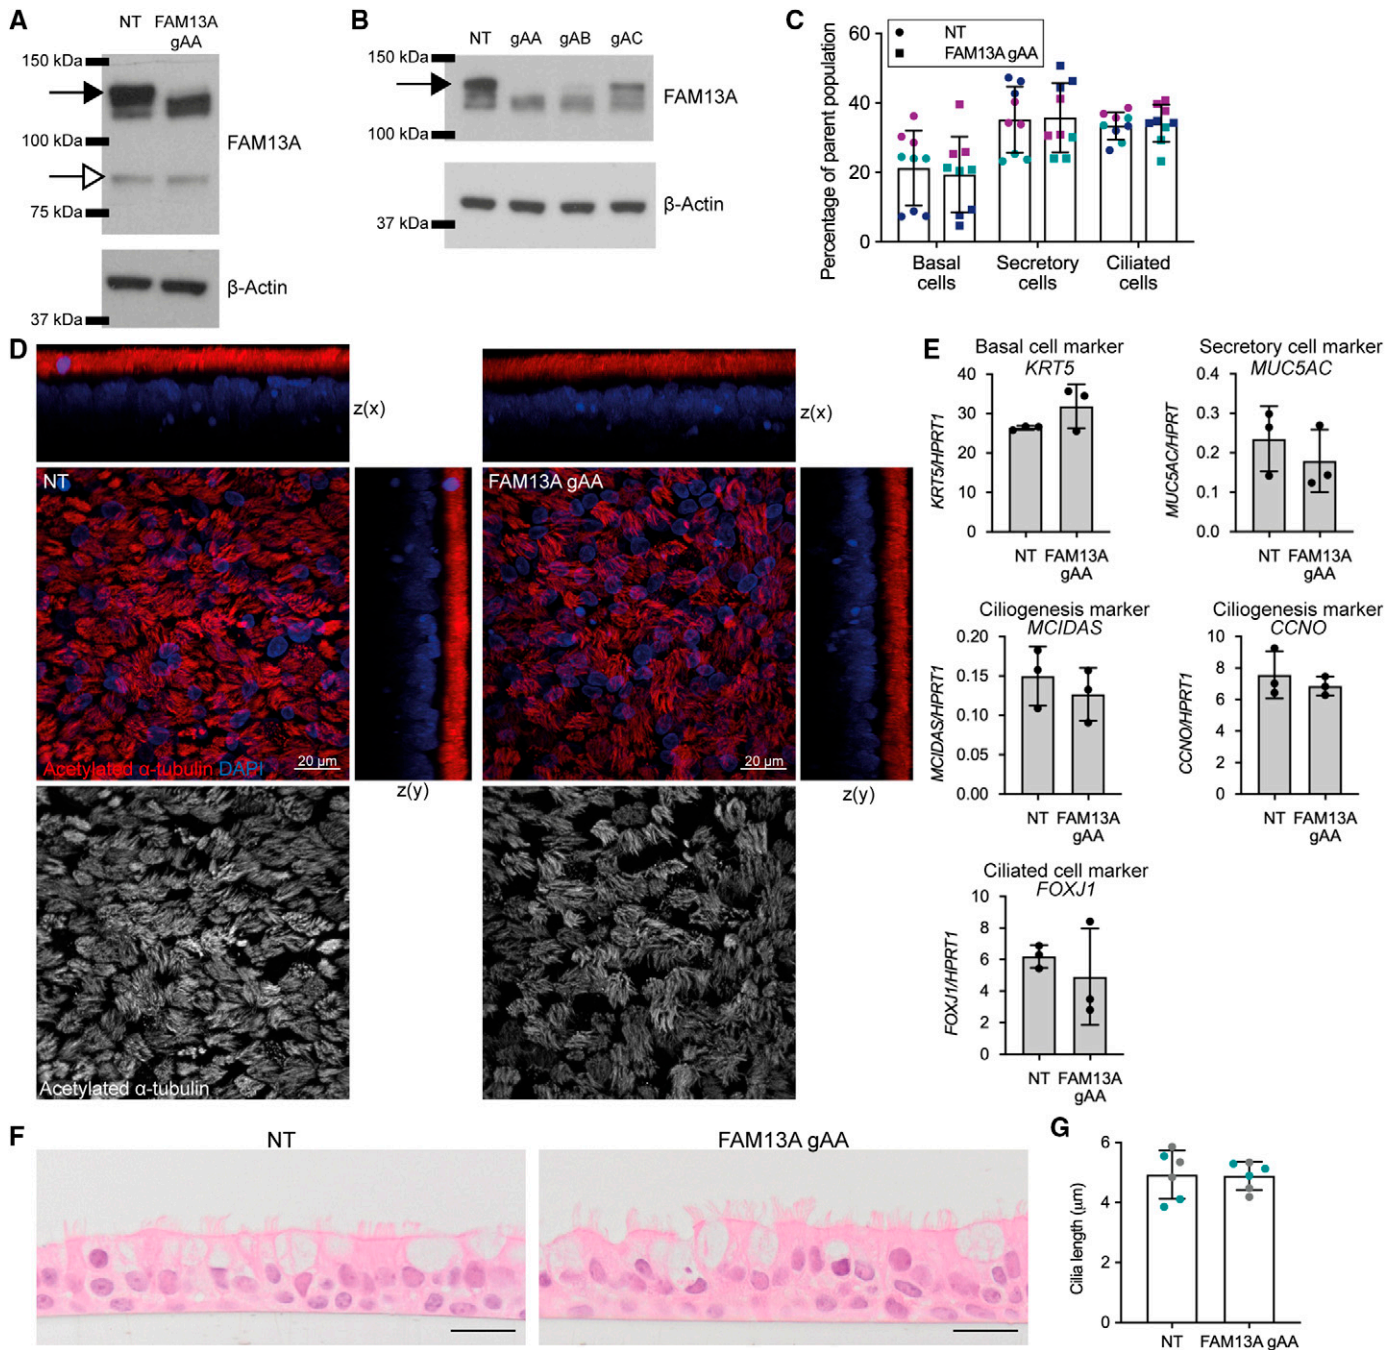 A
NT FAM13A
gAA
150 kDa
100 kDa
75 kDa
FAM13A
37 kDa
β-Actin
B
NT gAA gAB gAC
150 kDa
100 kDa
FAM13A
37 kDa
β-Actin
C
NT
FAM13A gAA
Percentage of parent population
60
40
20
0
Basal cells
Secretory cells
Ciliated cells
D
z(x)
z(x)
NT
FAM13A gAA
Acetylated α-tubulin DAPI
20 µm
20 µm
z(y)
z(y)
Acetylated α-tubulin
E
Basal cell marker
KRT5
KRT5/HPRT1
40
30
20
10
0
NT FAM13A
gAA
Secretory cell marker
MUC5AC
MUC5AC/HPRT
0.4
0.3
0.2
0.1
0.0
NT FAM13A
gAA
Ciliogenesis marker
MCIDAS
MCIDAS/HPRT1
0.20
0.15
0.10
0.05
0.00
NT FAM13A
gAA
Ciliogenesis marker
CCNO
CCNO/HPRT1
10
8
6
4
2
0
NT FAM13A
gAA
Ciliated cell marker
FOXJ1
FOXJ1/HPRT1
10
8
6
4
2
0
NT FAM13A
gAA
F
NT
FAM13A gAA
G
Cilia length (µm)
6
4
2
0
NT FAM13A gAA